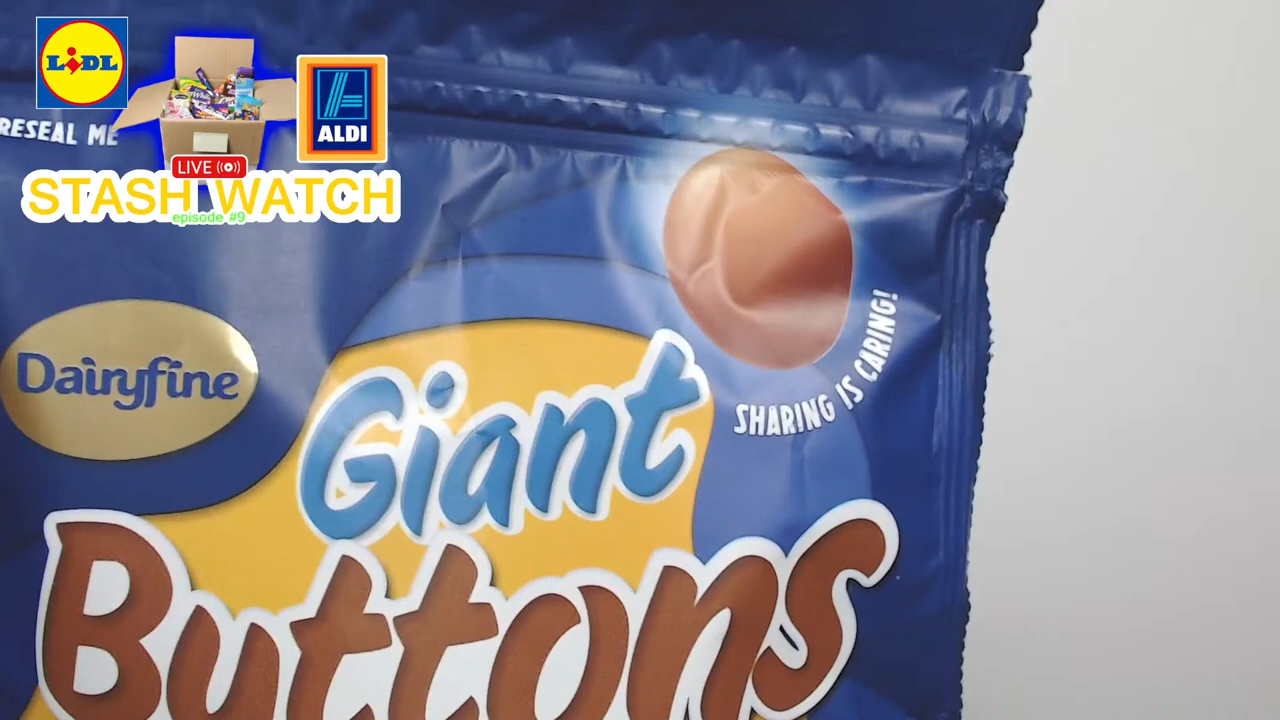 LIDL
ALDI
RESEAL ME
LIVE
STASH WATCH
episode #9
SHARING IS CARING!
Dairyfine
Giant
Buttons